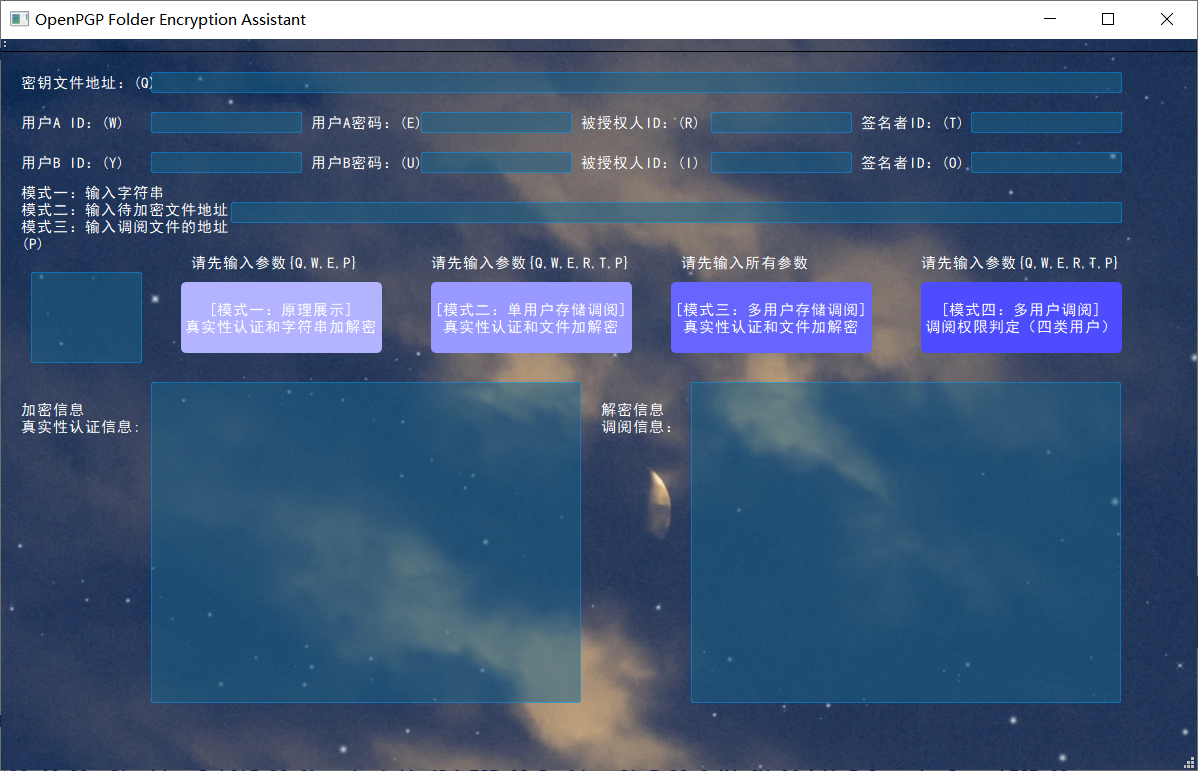 OpenPGP Folder Encryption Assistant
密钥文件地址：(Q)
用户A ID：(W) 用户A密码：(E) 被授权人ID：(R) 签名者ID：(T)
用户B ID：(Y) 用户B密码：(U) 被授权人ID：(I) 签名者ID：(O)
模式一：输入字符串
模式二：输入待加密文件地址
模式三：输入调阅文件的地址
(P)
请先输入参数{Q,W,E,P} 请先输入参数{Q,W,E,R,T,P} 请先输入所有参数 请先输入参数{Q,W,E,R,T,P}
[模式一：原理展示]
真实性认证和字符串加解密
[模式二：单用户存储调阅]
真实性认证和文件加解密
[模式三：多用户存储调阅]
真实性认证和文件加解密
[模式四：多用户调阅]
调阅权限判定（四类用户）
加密信息
真实性认证信息:
解密信息
调阅信息：